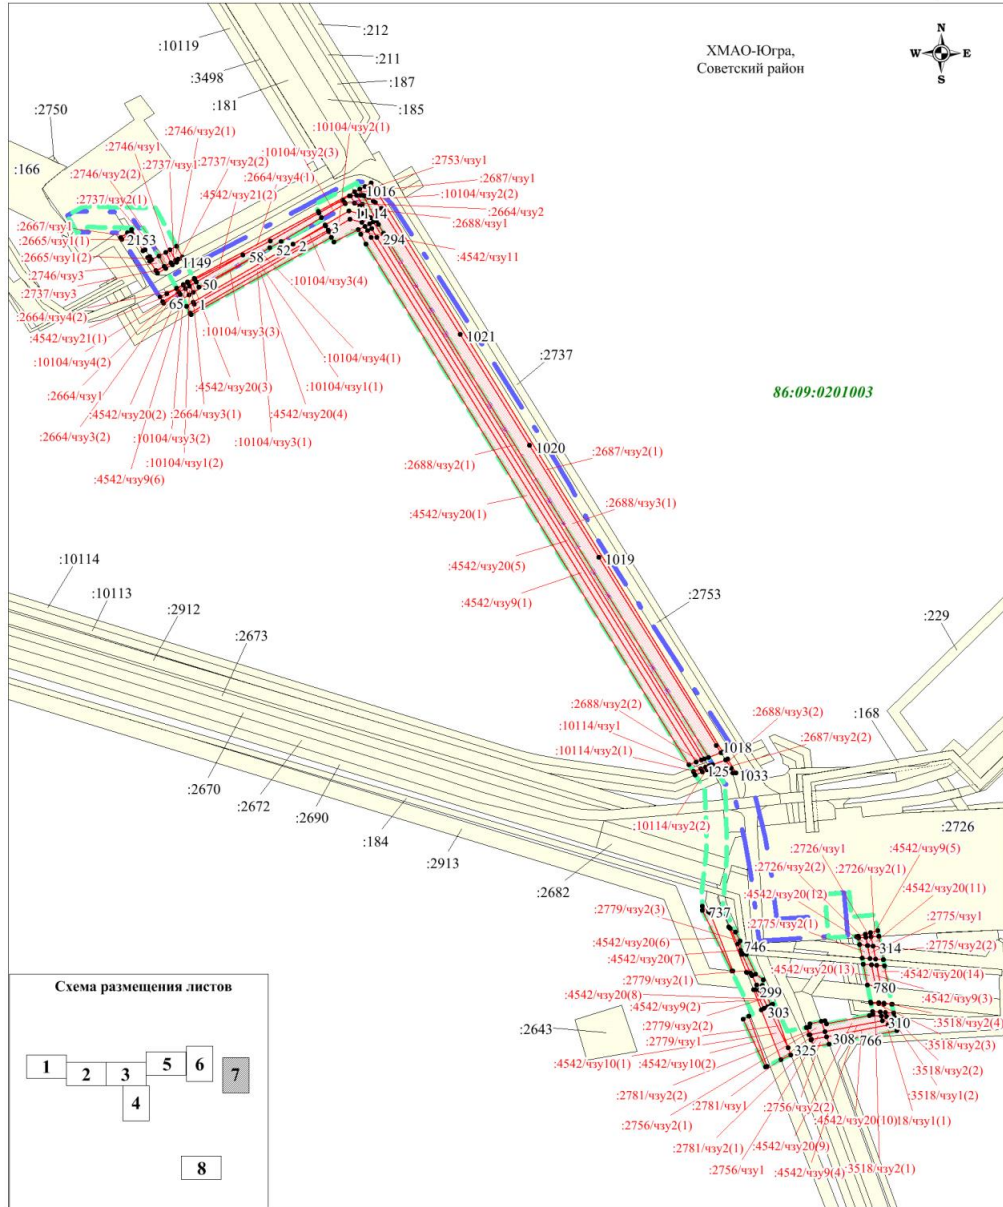 :212
:10119
:211
:3498
:187
:181
:185
ХМАО-Югра,
Советский район
N
W
E
S
:2750
:166
:2746/чзу2(1)
:2746/чзу1
:2737/чзу1
:2746/чзу2(2)
:2737/чзу2(1)
:2737/чзу2(2)
:4542/чзу21(2)
:2664/чзу4(1)
:10104/чзу2(3)
:10104/чзу2(1)
:2753/чзу1
:2687/чзу1
:10104/чзу2(2)
:2664/чзу2
:2688/чзу1
:4542/чзу11
:2667/чзу1
:2665/чзу1(1)
:2665/чзу1(2)
:2746/чзу3
:2737/чзу3
:2664/чзу4(2)
:4542/чзу21(1)
:10104/чзу4(2)
:2664/чзу1
:4542/чзу20(2)
:2664/чзу3(2)
:10104/чзу3(2)
:10104/чзу1(2)
:4542/чзу9(6)
:2664/чзу3(1)
:4542/чзу20(3)
:10104/чзу3(3)
:10104/чзу3(1)
:4542/чзу20(4)
:10104/чзу1(1)
:10104/чзу4(1)
:10104/чзу3(4)
1016
1114
294
3
2
52
58
50
1
65
1149
2153
1021
:2737
86:09:0201003
1020
:2688/чзу2(1)
:2687/чзу2(1)
:4542/чзу20(1)
:2688/чзу3(1)
:4542/чзу20(5)
1019
:4542/чзу9(1)
:2753
:229
:10114
:10113
:2912
:2673
:2670
:2672
:2690
:184
:2913
:2682
:2688/чзу2(2)
:10114/чзу1
:10114/чзу2(1)
:2688/чзу3(2)
:168
1018
:2687/чзу2(2)
125
1033
:10114/чзу2(2)
:2726
:2726/чзу1
:4542/чзу9(5)
:2726/чзу2(2)
:2726/чзу2(1)
:4542/чзу20(12)
:4542/чзу20(11)
:2775/чзу2(1)
:2775/чзу1
:2775/чзу2(2)
314
:4542/чзу20(13)
:4542/чзу20(14)
780
:4542/чзу9(3)
:3518/чзу2(4)
:3518/чзу2(3)
:3518/чзу2(2)
:3518/чзу1(2)
18/чзу1(1)
310
737
746
:2779/чзу2(3)
:4542/чзу20(6)
:4542/чзу20(7)
:2779/чзу2(1)
:4542/чзу20(8)
:4542/чзу9(2)
299
303
:2779/чзу2(2)
:2779/чзу1
:4542/чзу10(1)
:4542/чзу10(2)
:2643
325
308
766
:2781/чзу2(2)
:2781/чзу1
:2756/чзу2(1)
:2756/чзу2(2)
:2781/чзу2(1)
:4542/чзу20(10)
:4542/чзу20(9)
:2756/чзу1
:4542/чзу9(4)
:3518/чзу2(1)
Схема размещения листов
1
2
3
4
5
6
7
8